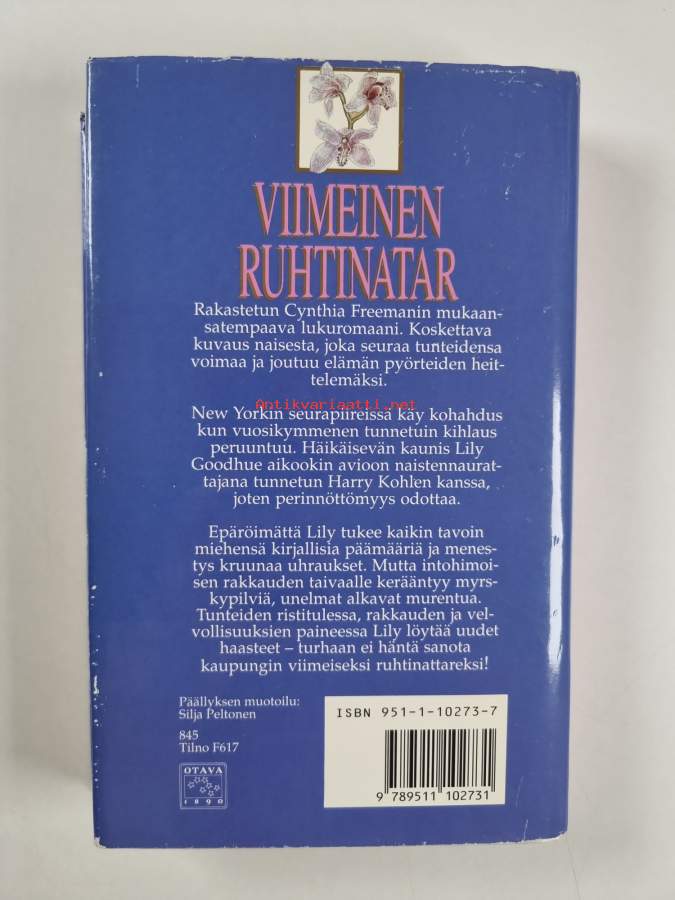 VIIMEINEN
RUHTINATAR
Rakastetun Cynthia Freemanin mukaan-
satempaava lukuromaani. Koskettava
kuvaus naisesta, joka seuraa tunteidensa
voimaa ja joutuu elämän pyörteiden heit-
telemäksi.
Antikvariaatti.net
New Yorkin seurapiireissä käy kohahdus
kun vuosikymmenen tunnetuin kihlaus
peruuntuu. Häikäisevän kaunis Lily
Goodhue aikookin avioon naistennaurat-
tajana tunnetun Harry Kohlen kanssa,
joten perinnöttömyys odottaa.
Epäröimättä Lily tukee kaikin tavoin
miehensä kirjallisia päämääriä ja menes-
tys kruunaa uhraukset. Mutta intohimoi-
sen rakkauden taivaalle kerääntyy myrs-
kypilviä, unelmat alkavat murentua.
Tunteiden ristitulessa, rakkauden ja vel-
vollisuuksien paineessa Lily löytää uudet
haasteet – turhaan ei häntä sanota
kaupungin viimeiseksi ruhtinattareksi!
Päällyksen muotoilu:
Silja Peltonen
845
Tilno F617
OTAVA
1890
ISBN 951-1-10273-7
9 789511 102731